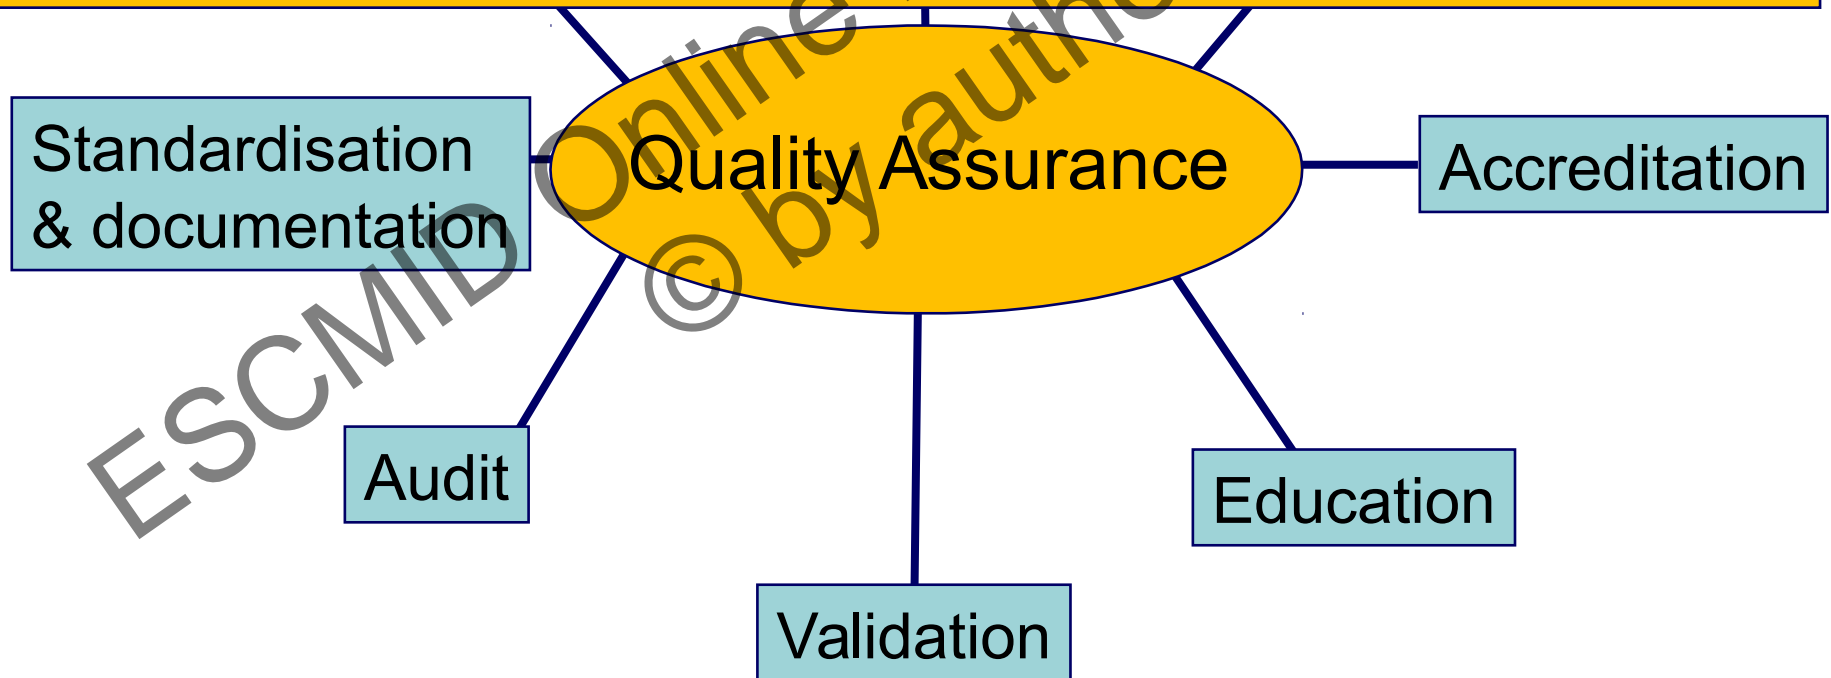 Standardisation
& documentation
Quality Assurance
Accreditation
Audit
Education
Validation
ESCMID Online
© by author